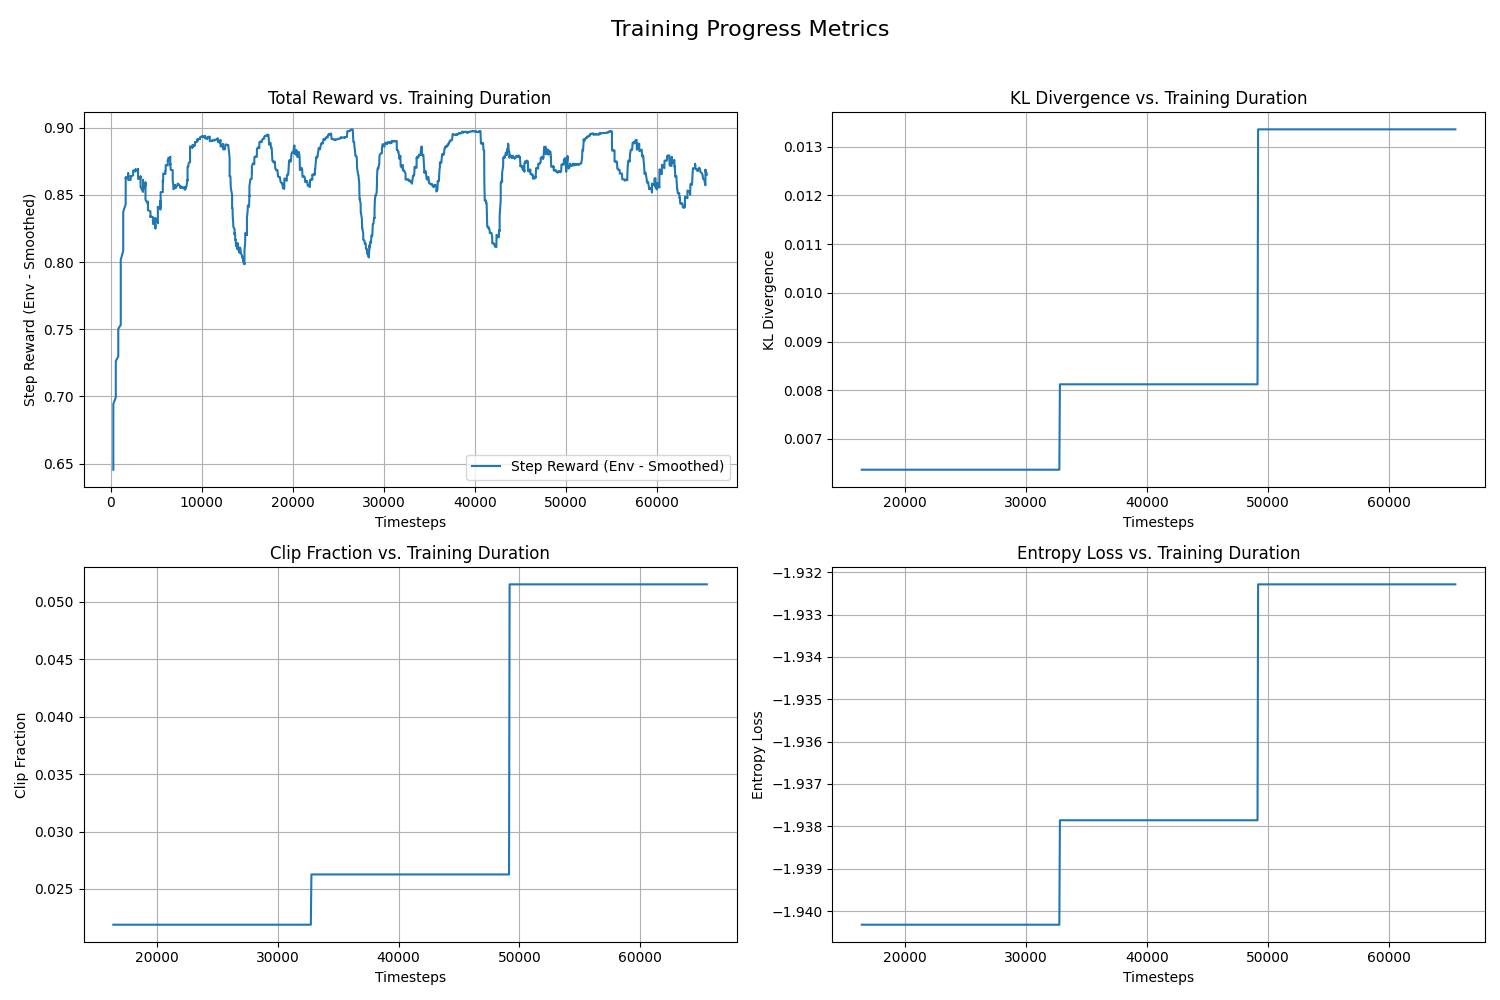 Training Progress Metrics
Total Reward vs. Training Duration
Step Reward (Env - Smoothed)
0.90
0.85
0.80
0.75
0.70
0.65
Step Reward (Env - Smoothed)
0 10000 20000 30000 40000 50000 60000
Timesteps
KL Divergence vs. Training Duration
KL Divergence
0.013
0.012
0.011
0.010
0.009
0.008
0.007
20000 30000 40000 50000 60000
Timesteps
Clip Fraction vs. Training Duration
Clip Fraction
0.050
0.045
0.040
0.035
0.030
0.025
20000 30000 40000 50000 60000
Timesteps
Entropy Loss vs. Training Duration
Entropy Loss
−1.932
−1.933
−1.934
−1.935
−1.936
−1.937
−1.938
−1.939
−1.940
20000 30000 40000 50000 60000
Timesteps